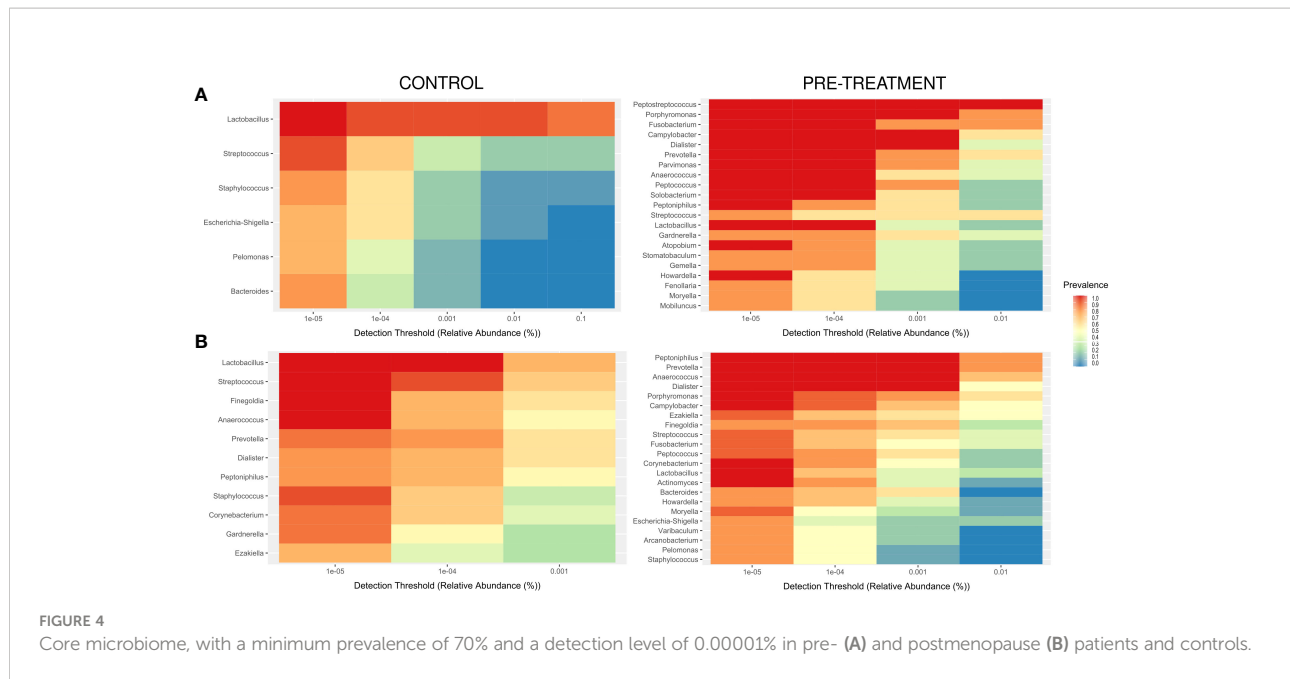 CONTROL
PRE-TREATMENT
A
Lactobacillus
Streptococcus
Staphylococcus
Escherichia-Shigella
Pelomonas
Bacteroides
1e-05 1e-04 0.001 0.01 0.1
Detection Threshold (Relative Abundance (%))
Peptostreptococcus
Porphyromonas
Fusobacterium
Campylobacter
Dialister
Prevotella
Parvimonas
Anaerococcus
Peptococcus
Solobacterium
Peptoniphilus
Streptococcus
Lactobacillus
Gardnerella
Atopobium
Stomatobaculum
Gemella
Howardella
Fenollaria
Moryella
Mobiluncus
1e-05 1e-04 0.001 0.01
Detection Threshold (Relative Abundance (%))
Prevalence
1.0
0.9
0.8
0.7
0.6
0.5
0.4
0.3
0.2
0.1
0.0
B
Lactobacillus
Streptococcus
Finegoldia
Anaerococcus
Prevotella
Dialister
Peptoniphilus
Staphylococcus
Corynebacterium
Gardnerella
Ezakiella
1e-05 1e-04 0.001
Detection Threshold (Relative Abundance (%))
Peptoniphilus
Prevotella
Anaerococcus
Dialister
Porphyromonas
Campylobacter
Ezakiella
Finegoldia
Streptococcus
Fusobacterium
Peptococcus
Corynebacterium
Lactobacillus
Actinomyces
Bacteroides
Howardella
Moryella
Escherichia-Shigella
Varibaculum
Arcanobacterium
Pelomonas
Staphylococcus
1e-05 1e-04 0.001 0.01
Detection Threshold (Relative Abundance (%))
FIGURE 4
Core microbiome, with a minimum prevalence of 70% and a detection level of 0.00001% in pre- (A) and postmenopause (B) patients and controls.